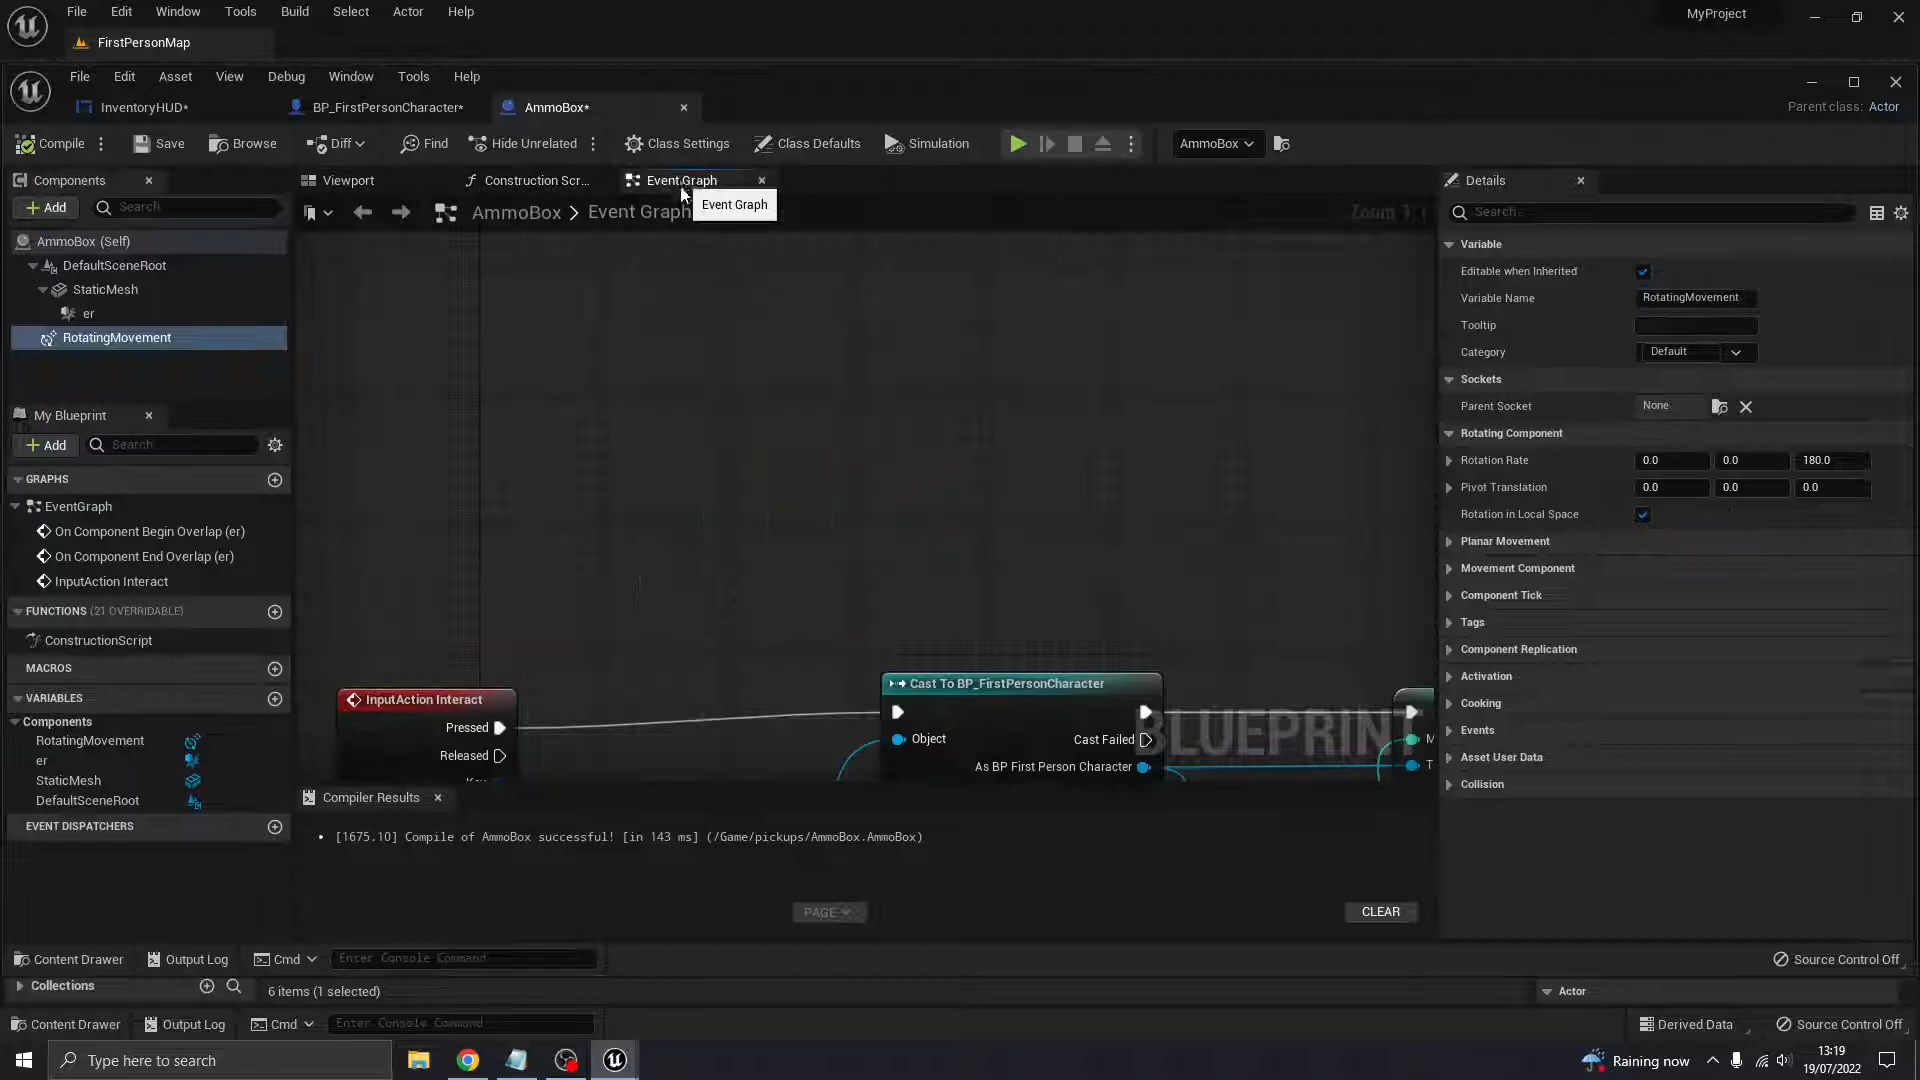 File Edit Window Tools Build Select Actor Help
MyProject
FirstPersonMap
File Edit Asset View Debug Window Tools Help
InventoryHUD*
BP_FirstPersonCharacter*
AmmoBox*
Parent class: Actor
Compile
Save
Browse
Diff
Find
Hide Unrelated
Class Settings
Class Defaults
Simulation
AmmoBox
Components
Viewport
Construction Scr...
Event Graph
Details
+ Add
Search
AmmoBox > Event Graph
Event Graph
Search
AmmoBox (Self)
DefaultSceneRoot
StaticMesh
er
RotatingMovement
My Blueprint
+ Add
Search
GRAPHS
EventGraph
On Component Begin Overlap (er)
On Component End Overlap (er)
InputAction Interact
FUNCTIONS (21 OVERRIDABLE)
ConstructionScript
MACROS
VARIABLES
Components
RotatingMovement
er
StaticMesh
DefaultSceneRoot
EVENT DISPATCHERS
InputAction Interact
Pressed
Released
Cast To BP_FirstPersonCharacter
Object
Cast Failed
As BP First Person Character
BLUEPRINT
M
T
Variable
Editable when Inherited
Variable Name RotatingMovement
Tooltip
Category Default
Sockets
Parent Socket None
Rotating Component
Rotation Rate 0.0 0.0 180.0
Pivot Translation 0.0 0.0 0.0
Rotation in Local Space
Planar Movement
Movement Component
Component Tick
Tags
Component Replication
Activation
Cooking
Events
Asset User Data
Collision
Compiler Results
[1675.10] Compile of AmmoBox successful! [in 143 ms] (/Game/pickups/AmmoBox.AmmoBox)
PAGE
CLEAR
Content Drawer
Output Log
Cmd
Enter Console Command
Source Control Off
Collections
6 items (1 selected)
Actor
Content Drawer
Output Log
Cmd
Enter Console Command
Derived Data
Source Control Off
Type here to search
Raining now
13:19
19/07/2022